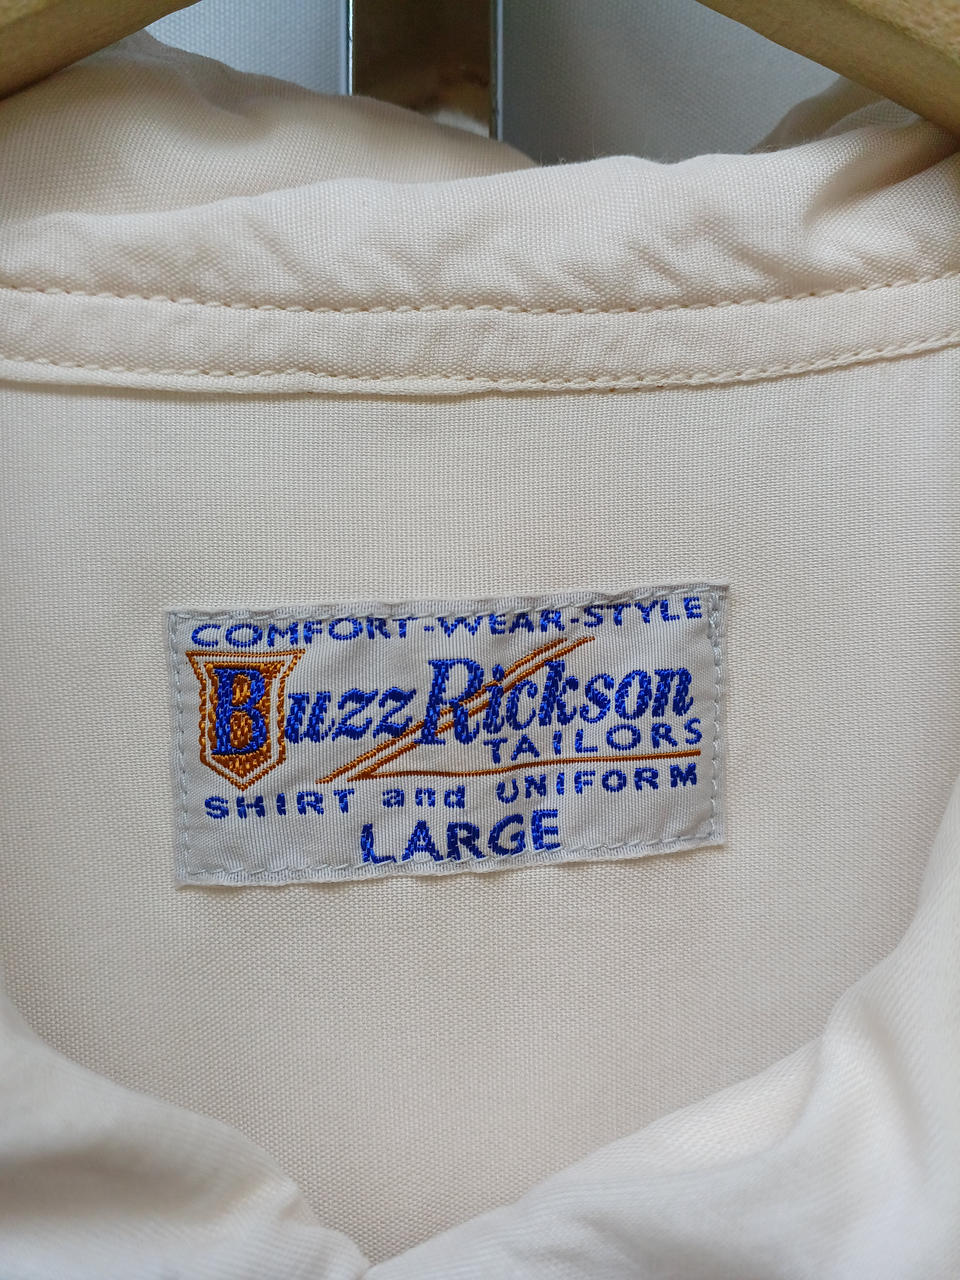 COMFORT-WEAR-STYLE
Buzz Rickson
TAILORS
SHIRT and UNIFORM
LARGE